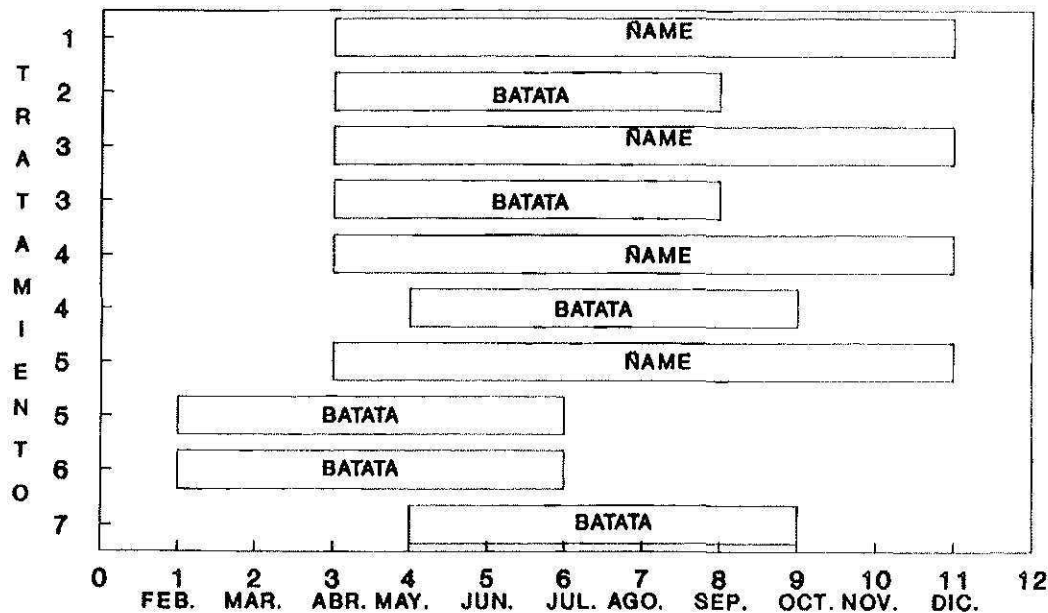 TRATAMIENTO
1 ÑAME
2 BATATA
3 ÑAME
3 BATATA
4 ÑAME
4 BATATA
5 ÑAME
5 BATATA
6 BATATA
7 BATATA
0 1 2 3 4 5 6 7 8 9 10 11 12
FEB. MAR. ABR. MAY. JUN. JUL. AGO. SEP. OCT. NOV. DIC.